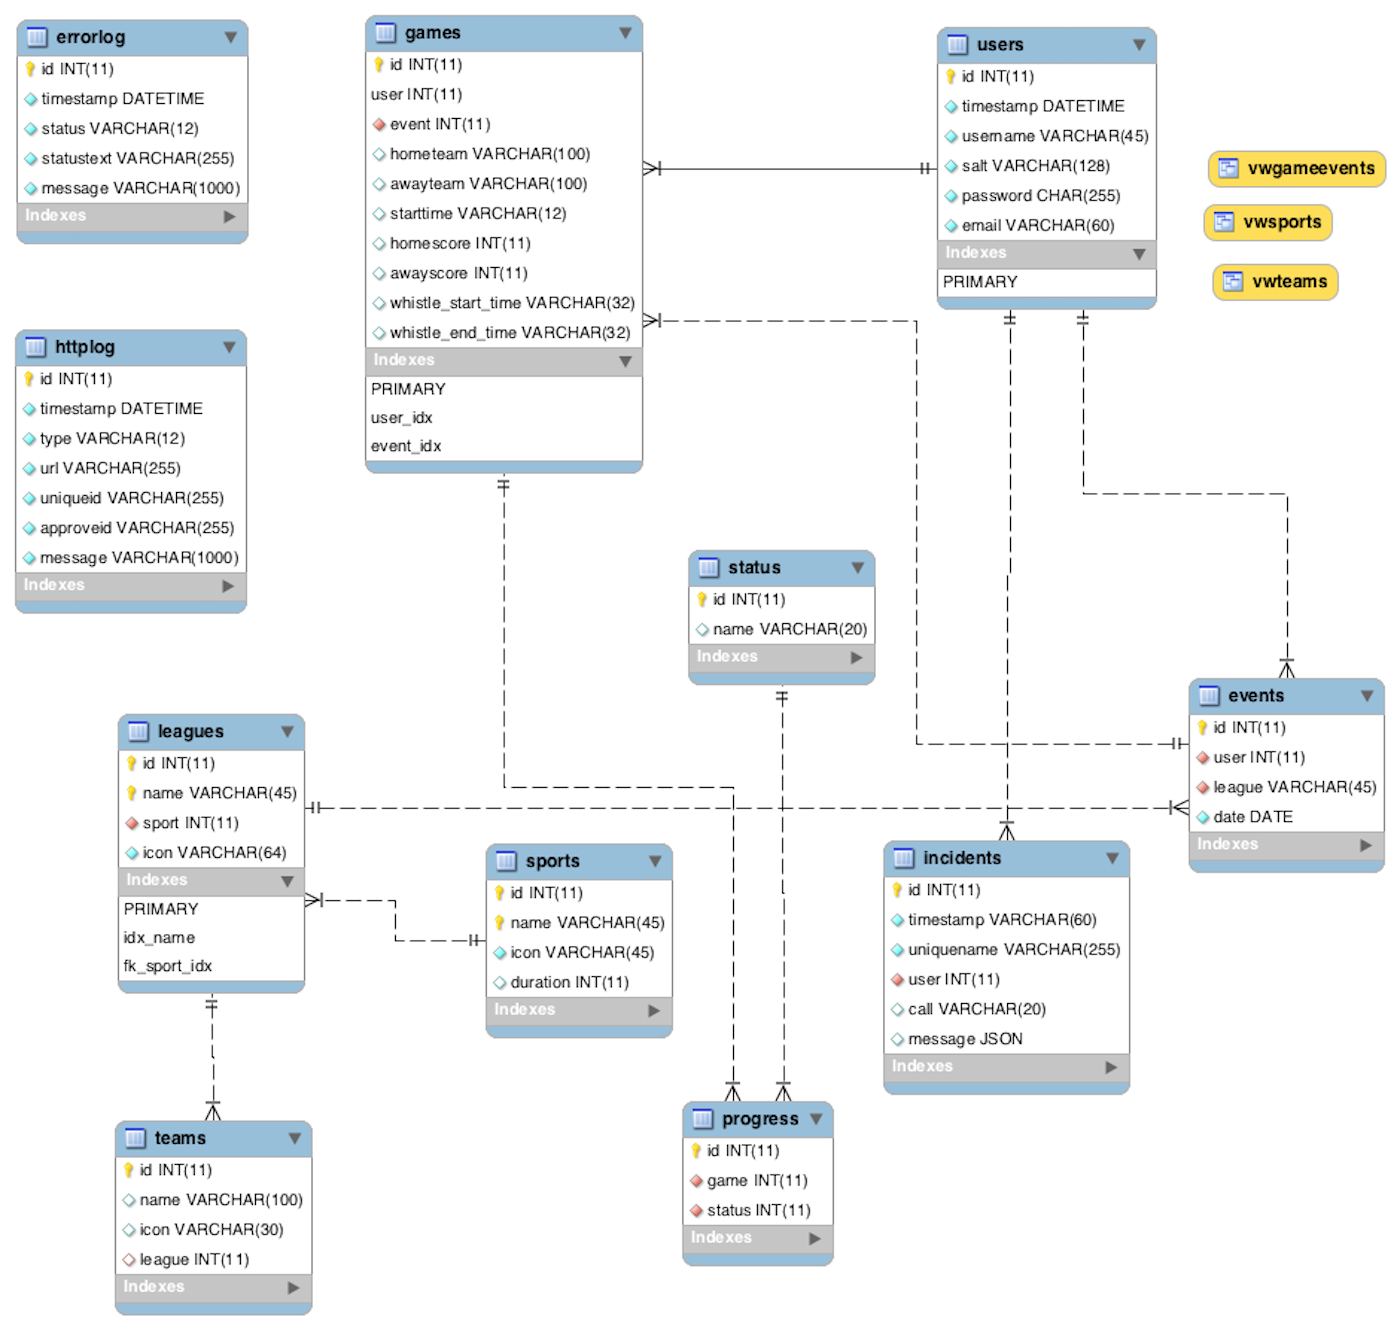 errorlog
id INT(11)
timestamp DATETIME
status VARCHAR(12)
statustext VARCHAR(255)
message VARCHAR(1000)
Indexes
games
id INT(11)
user INT(11)
event INT(11)
hometeam VARCHAR(100)
awayteam VARCHAR(100)
starttime VARCHAR(12)
homescore INT(11)
awayscore INT(11)
whistle_start_time VARCHAR(32)
whistle_end_time VARCHAR(32)
Indexes
PRIMARY
user_idx
event_idx
users
id INT(11)
timestamp DATETIME
username VARCHAR(45)
salt VARCHAR(128)
password CHAR(255)
email VARCHAR(60)
Indexes
PRIMARY
vwgameevents
vwsports
vwteams
httplog
id INT(11)
timestamp DATETIME
type VARCHAR(12)
url VARCHAR(255)
uniqueid VARCHAR(255)
approveid VARCHAR(255)
message VARCHAR(1000)
Indexes
status
id INT(11)
name VARCHAR(20)
Indexes
events
id INT(11)
user INT(11)
league VARCHAR(45)
date DATE
Indexes
leagues
id INT(11)
name VARCHAR(45)
sport INT(11)
icon VARCHAR(64)
Indexes
PRIMARY
idx_name
fk_sport_idx
sports
id INT(11)
name VARCHAR(45)
icon VARCHAR(45)
duration INT(11)
Indexes
incidents
id INT(11)
timestamp VARCHAR(60)
uniquename VARCHAR(255)
user INT(11)
call VARCHAR(20)
message JSON
Indexes
teams
id INT(11)
name VARCHAR(100)
icon VARCHAR(30)
league INT(11)
Indexes
progress
id INT(11)
game INT(11)
status INT(11)
Indexes